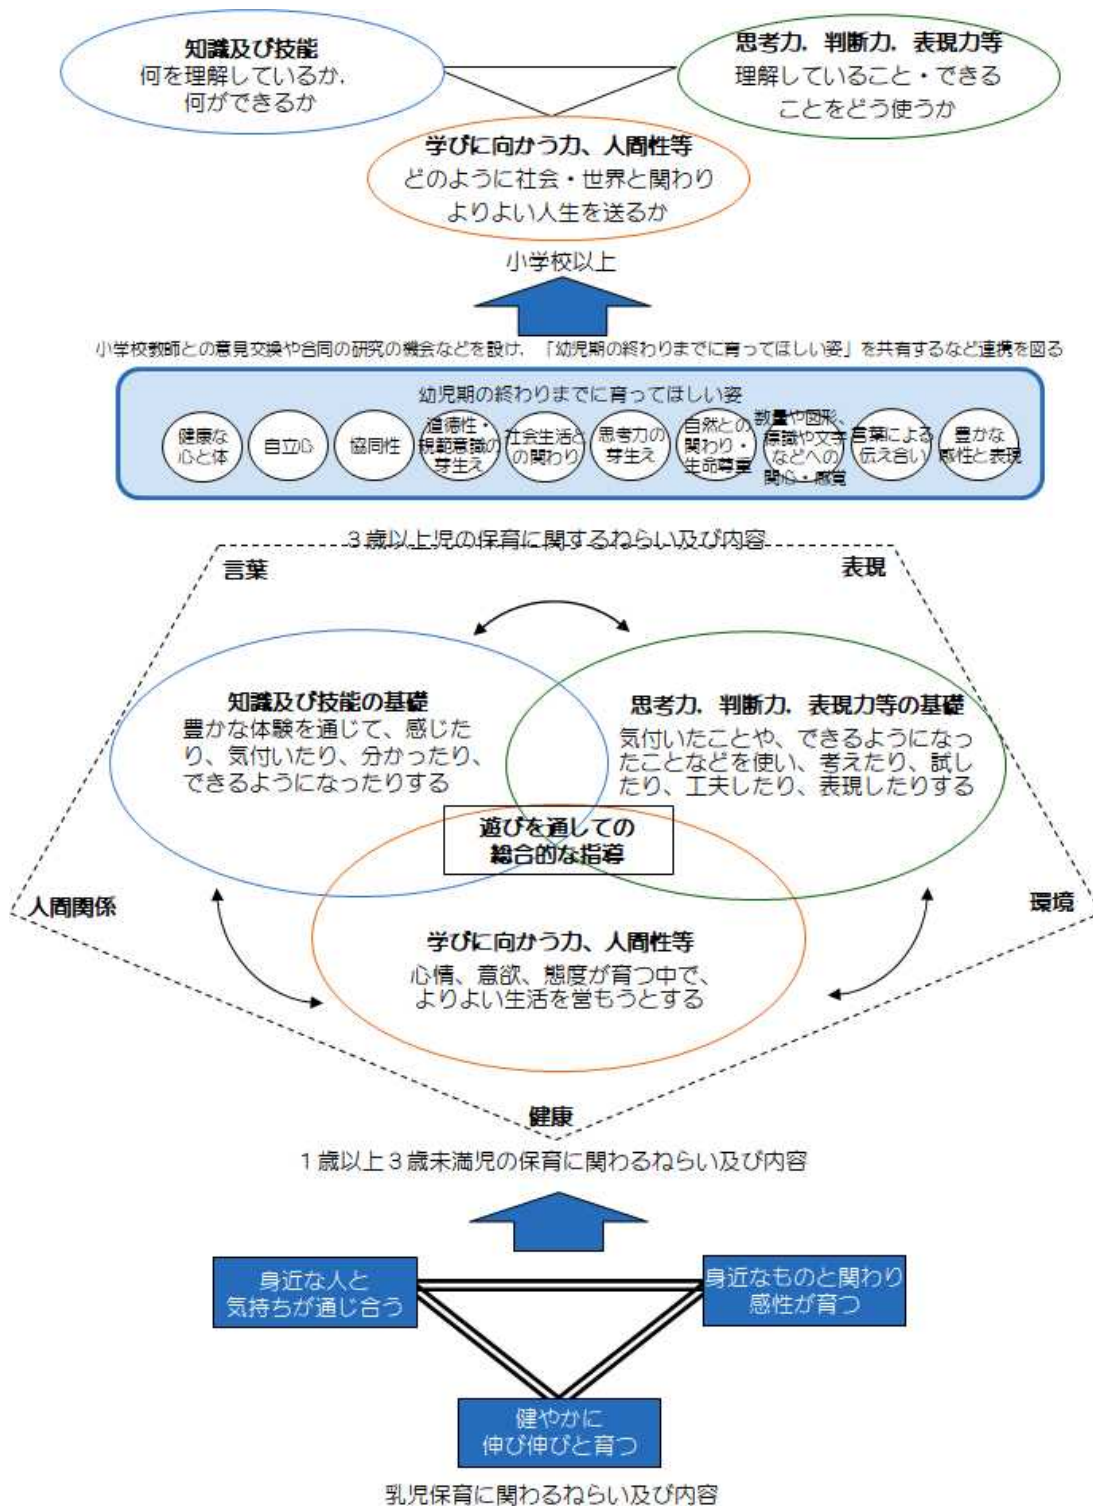 知識及び技能
何を理解しているか，
何ができるか
思考力，判断力，表現力等
理解していること・できる
ことをどう使うか
学びに向かう力、人間性等
どのように社会・世界と関わり
よりよい人生を送るか
小学校以上
小学校教師との意見交換や合同の研究の機会などを設け，「幼児期の終わりまでに育ってほしい姿」を共有するなど連携を図る
幼児期の終わりまでに育ってほしい姿
健康な
心と体
自立心
協同性
道徳性・
規範意識の
芽生え
社会生活と
の関わり
思考力の
芽生え
自然との
関わり・
生命尊重
数量や図形、
標識や文字
などへの
関心・感覚
言葉による
伝え合い
豊かな
感性と表現
３歳以上児の保育に関するねらい及び内容
言葉
表現
知識及び技能の基礎
豊かな体験を通じて、感じた
り、気付いたり、分かったり、
できるようになったりする
思考力，判断力，表現力等の基礎
気付いたことや、できるようになっ
たことなどを使い、考えたり、試し
たり、工夫したり、表現したりする
遊びを通しての
総合的な指導
人間関係
環境
学びに向かう力、人間性等
心情、意欲、態度が育つ中で、
よりよい生活を営もうとする
健康
１歳以上３歳未満児の保育に関わるねらい及び内容
身近な人と
気持ちが通じ合う
身近なものと関わり
感性が育つ
健やかに
伸び伸びと育つ
乳児保育に関わるねらい及び内容